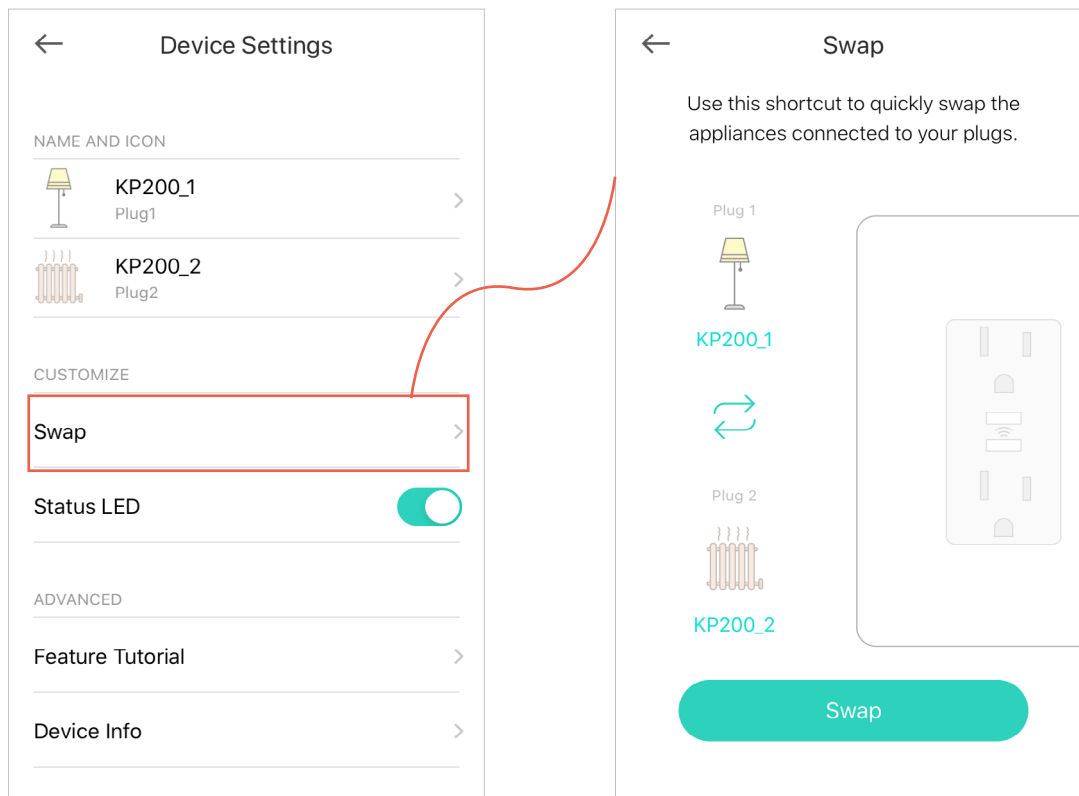 Device Settings
NAME AND ICON
KP200_1
Plug1
KP200_2
Plug2
CUSTOMIZE
Swap
Status LED
ADVANCED
Feature Tutorial
Device Info
Swap
Use this shortcut to quickly swap the
appliances connected to your plugs.
Plug 1
KP200_1
Plug 2
KP200_2
Swap